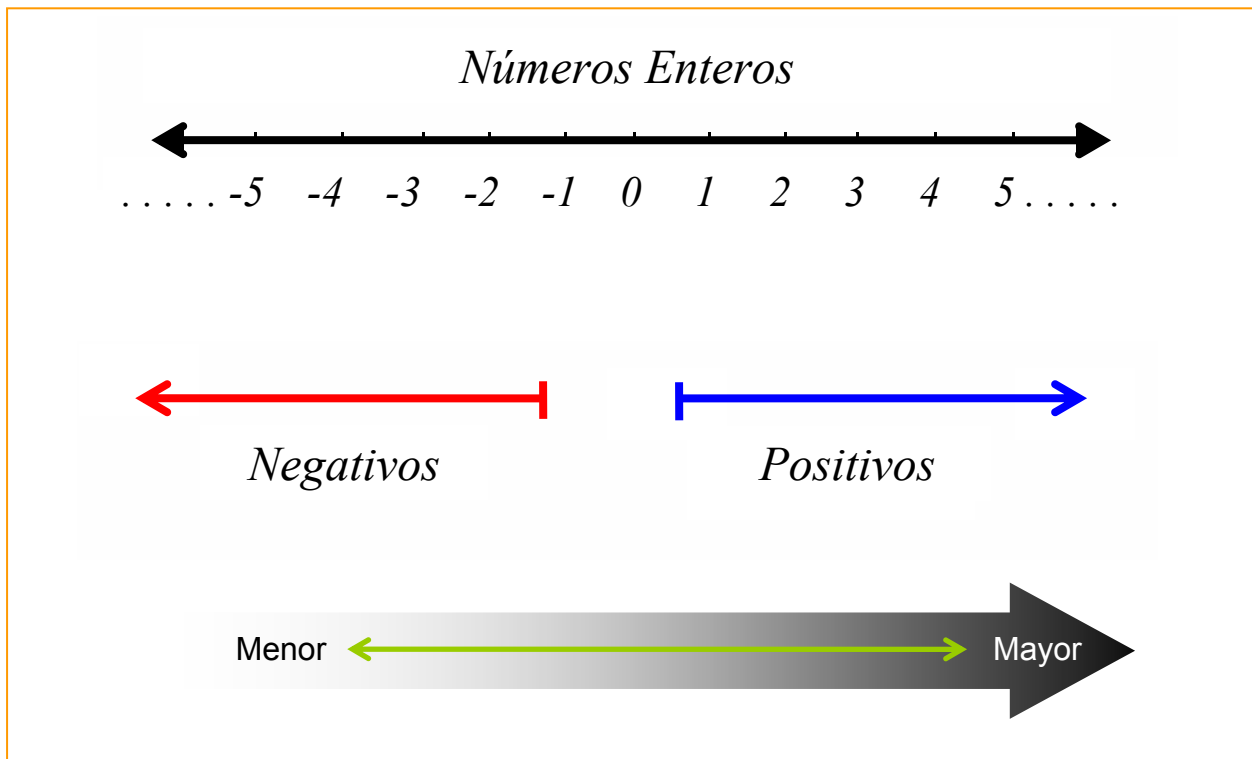 Números Enteros
. . . . . -5 -4 -3 -2 -1 0 1 2 3 4 5 . . . . .
Negativos Positivos
Menor Mayor